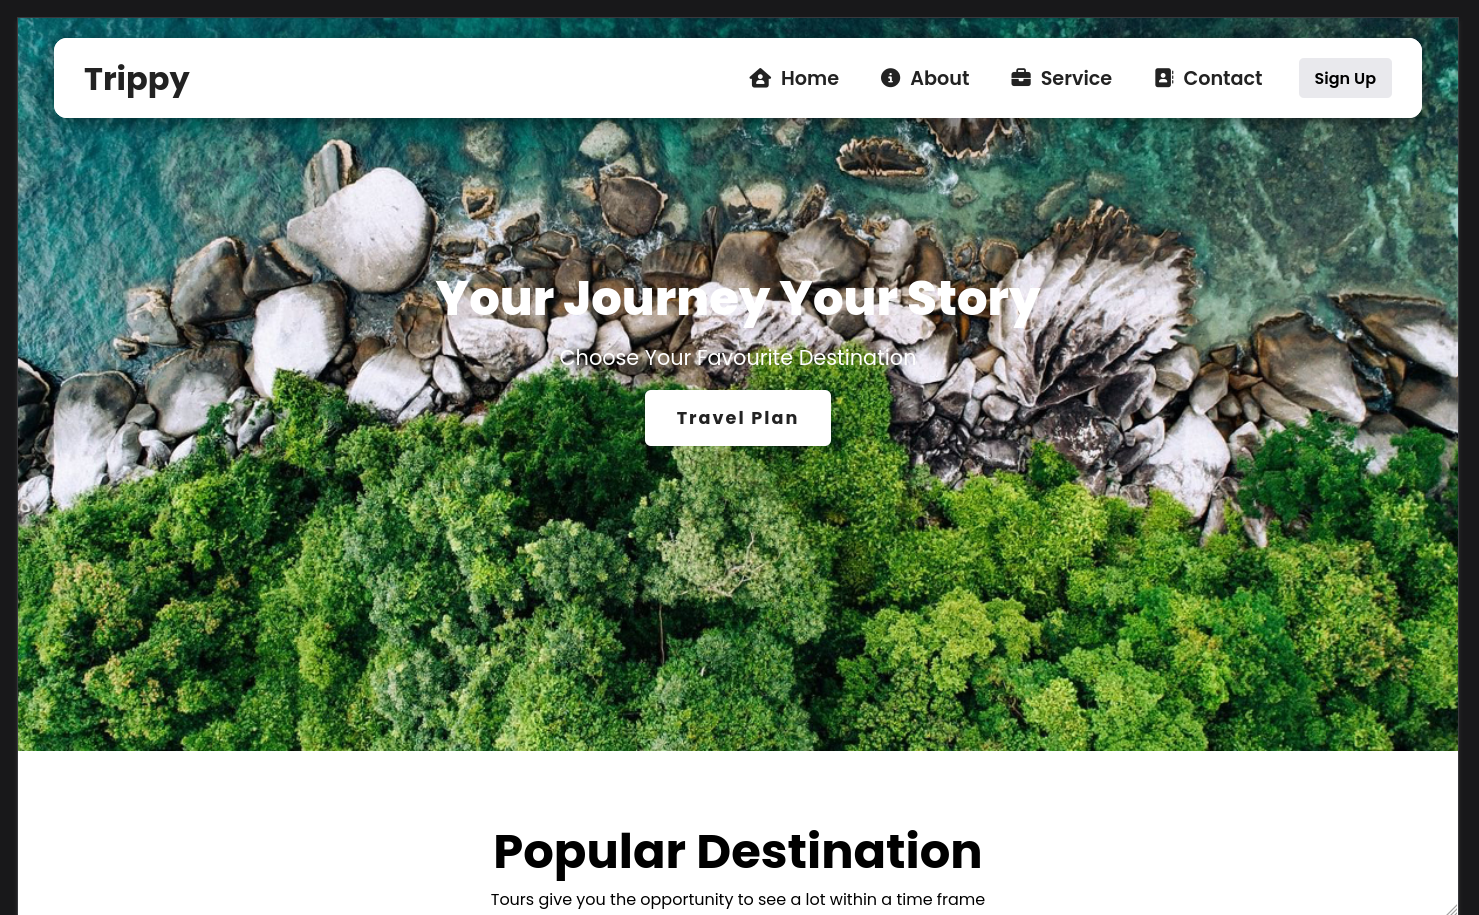 Trippy
Home About Service Contact Sign Up
Your Journey Your Story
Choose Your Favourite Destination
Travel Plan
Popular Destination
Tours give you the opportunity to see a lot within a time frame